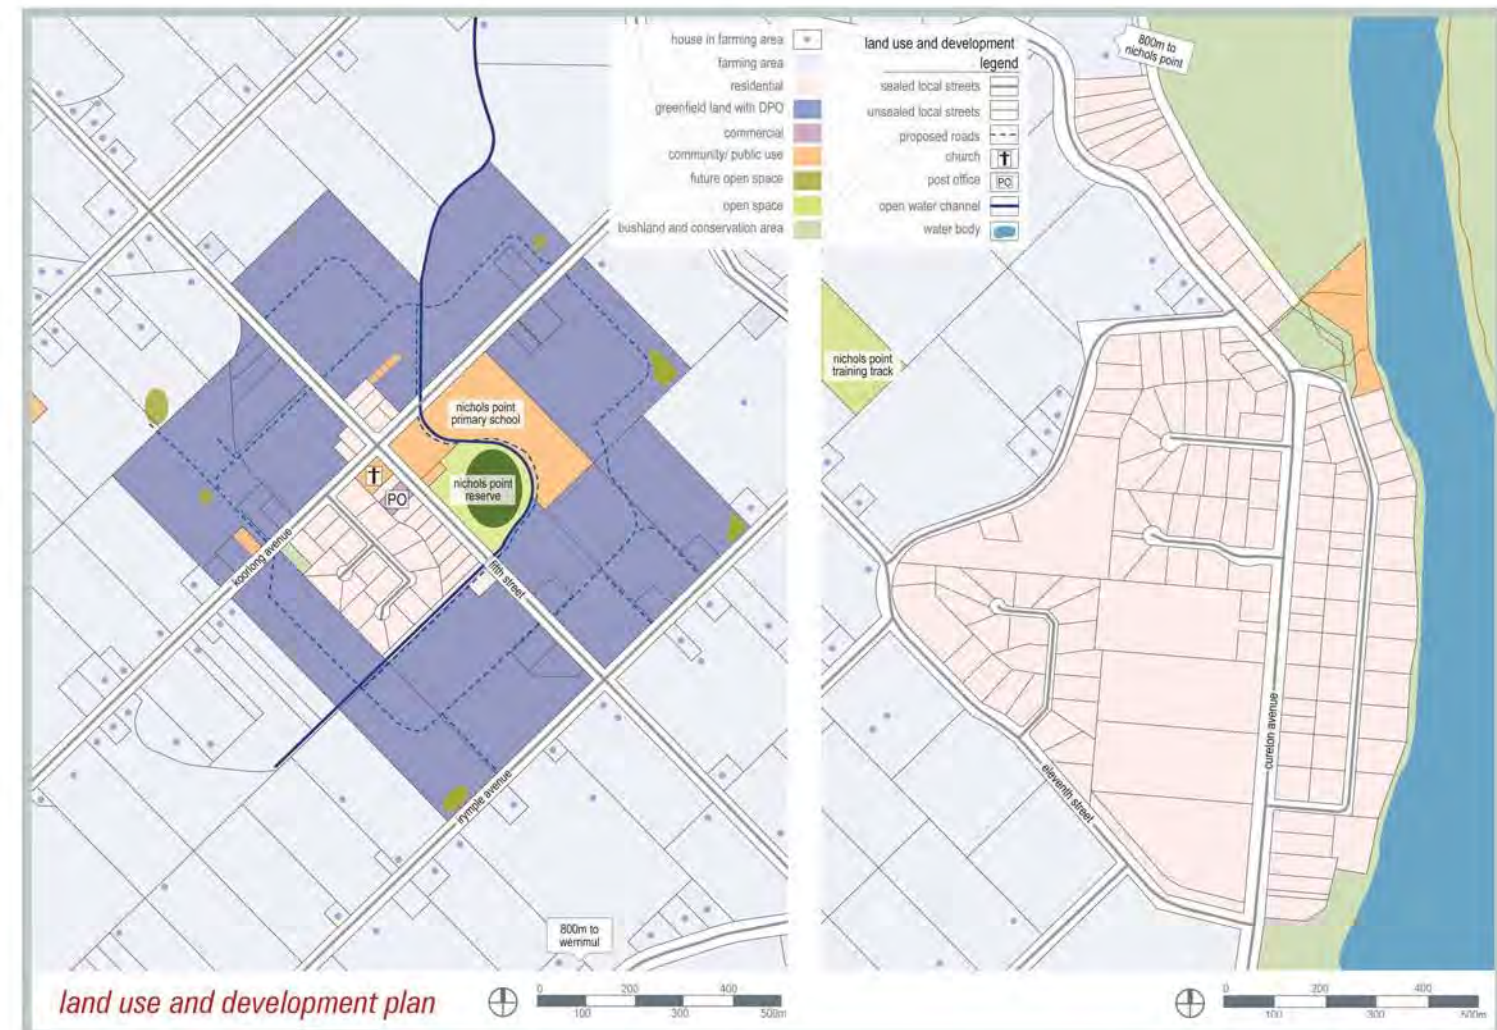 house in farming area
farming area
residential
greenfield land with DPO
commercial
community/ public use
future open space
open space
bushland and conservation area
land use and development
legend
sealed local streets
unsealed local streets
proposed roads
church
post office
PO
open water channel
water body
800m to
nichols point
nichols point
primary school
nichols point
reserve
PO
koorlong avenue
fifth street
irymple avenue
800m to
werrimul
nichols point
training track
eleventh street
cureton avenue
land use and development plan
0 200 400
100 300 500m
0 200 400
100 300 500m